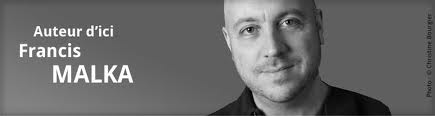 Auteur d'ici
Francis
MALKA
Photo : © Christine Bourgier